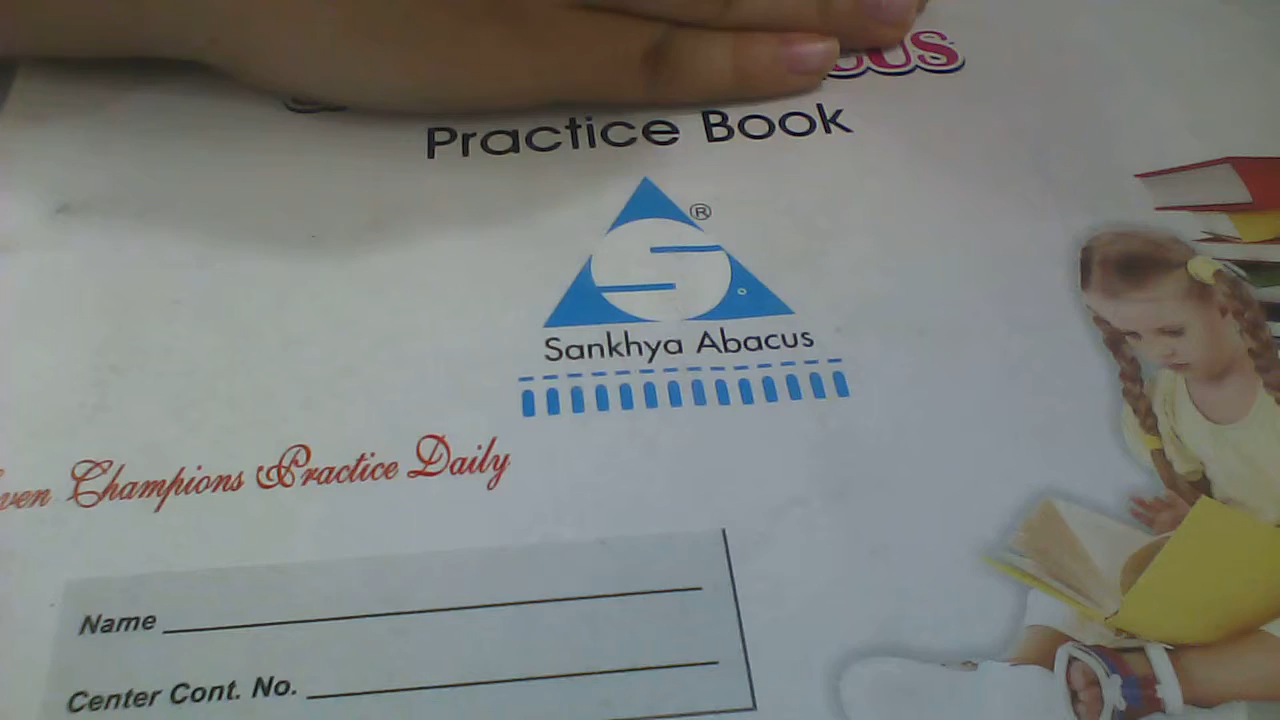 Practice Book
®
S
Sankhya Abacus
Champions Practice Daily
Name
Center Cont. No.